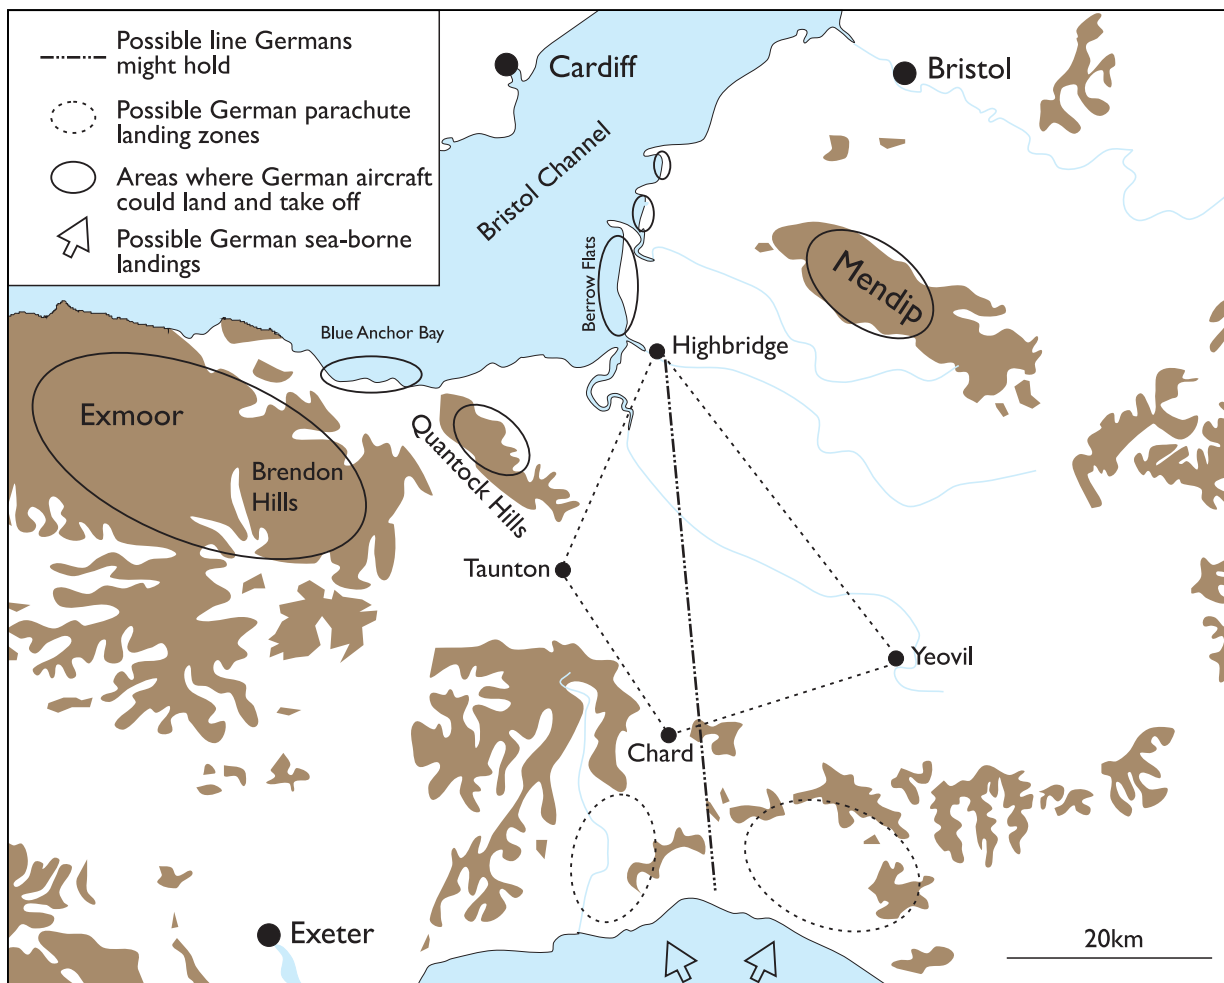 Possible line Germans
might hold
Possible German parachute
landing zones
Areas where German aircraft
could land and take off
Possible German sea-borne
landings
Cardiff
Bristol
Bristol Channel
Berrow Flats
Mendip
Blue Anchor Bay
Highbridge
Exmoor
Brendon
Hills
Quantock Hills
Taunton
Yeovil
Chard
Exeter
20km